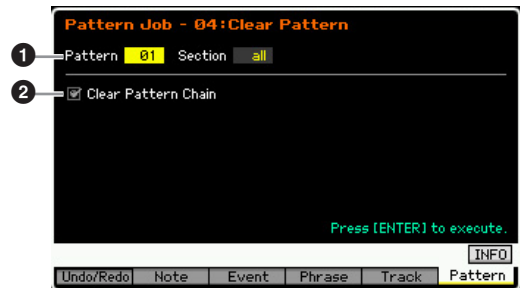 Pattern Job - 04:Clear Pattern
1 Pattern 01 Section all
2 Clear Pattern Chain
Press [ENTER] to execute.
INFO
Undo/Redo Note Event Phrase Track Pattern